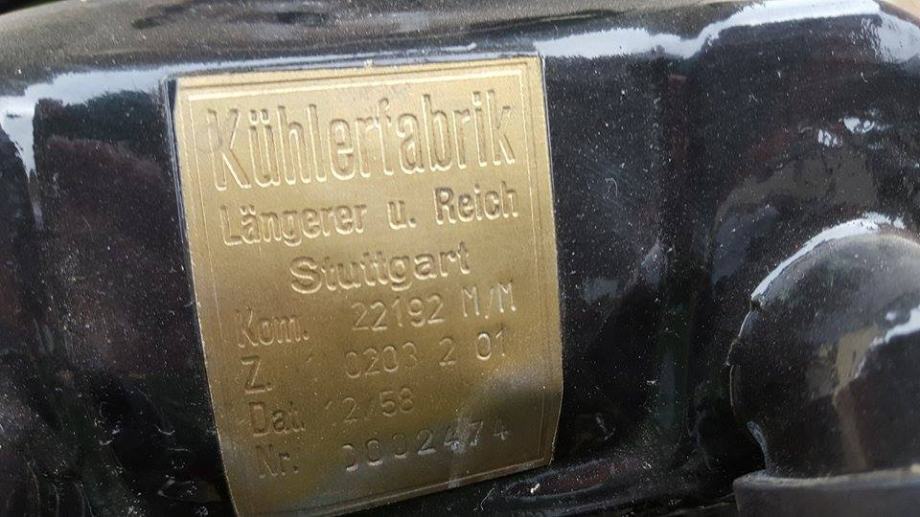 Kühlerfabrik
Längerer u. Reich
Stuttgart
Kom. 22192 M/M
Z. 1 0203 2 01
Dat. 12/58
Nr. 0002474